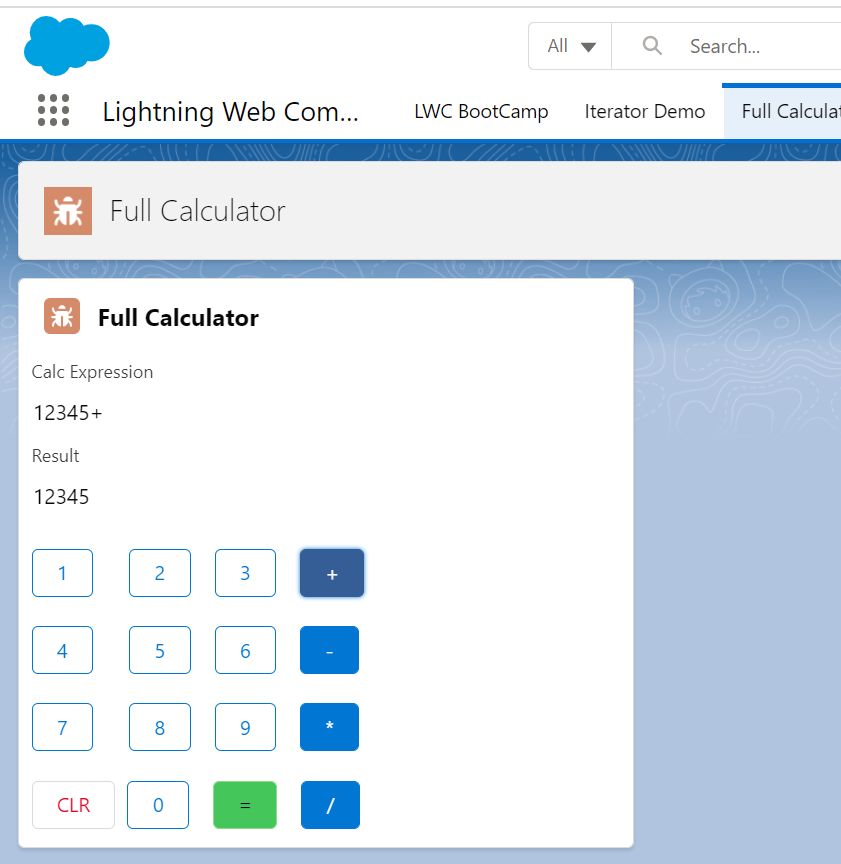 All Search...
Lightning Web Com... LWC BootCamp Iterator Demo Full Calculat
Full Calculator
Full Calculator
Calc Expression
12345+
Result
12345
1 2 3 +
4 5 6 -
7 8 9 *
CLR 0 = /